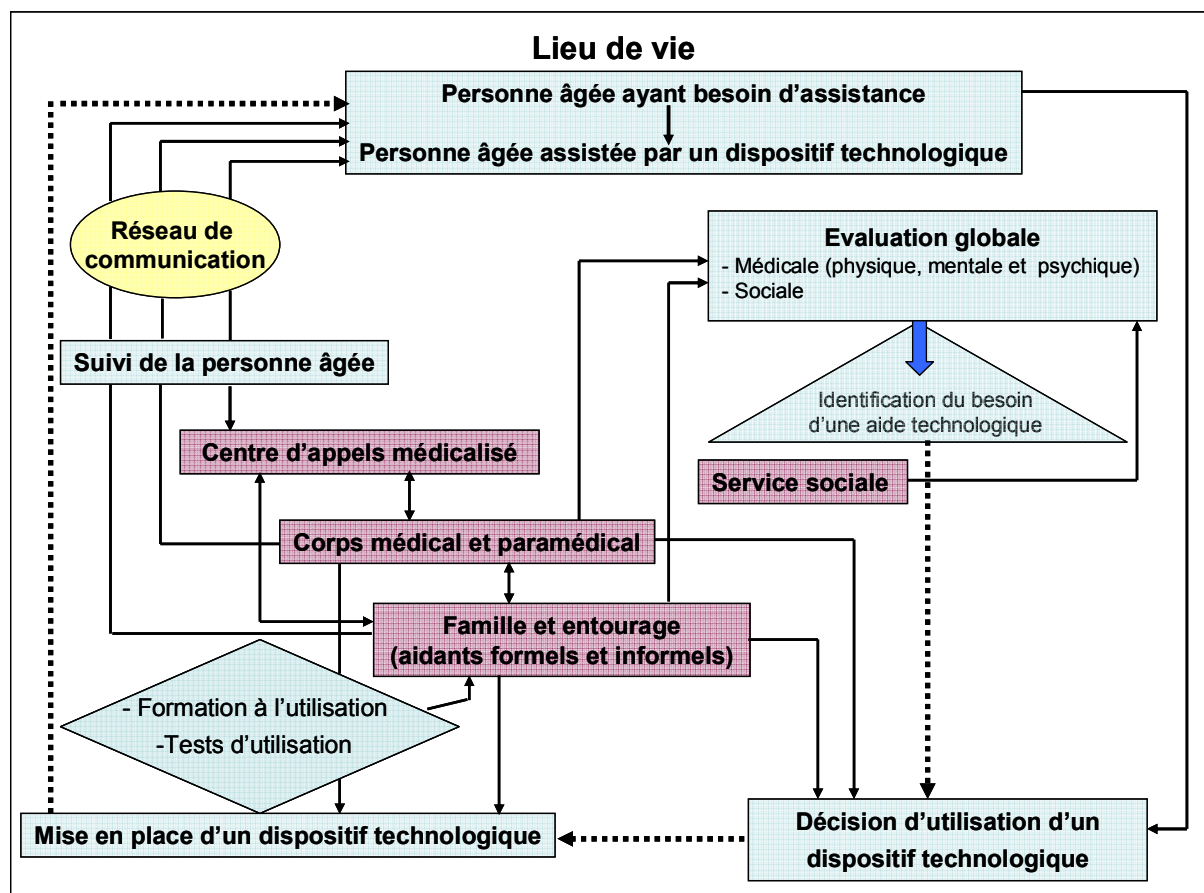 Lieu de vie
Personne âgée ayant besoin d'assistance
Personne âgée assistée par un dispositif technologique
Réseau de
communication
Evaluation globale
- Médicale (physique, mentale et psychique)
- Sociale
Suivi de la personne âgée
Identification du besoin
d'une aide technologique
Centre d'appels médicalisé
Service sociale
Corps médical et paramédical
Famille et entourage
(aidants formels et informels)
- Formation à l'utilisation
-Tests d'utilisation
Mise en place d'un dispositif technologique
Décision d'utilisation d'un
dispositif technologique